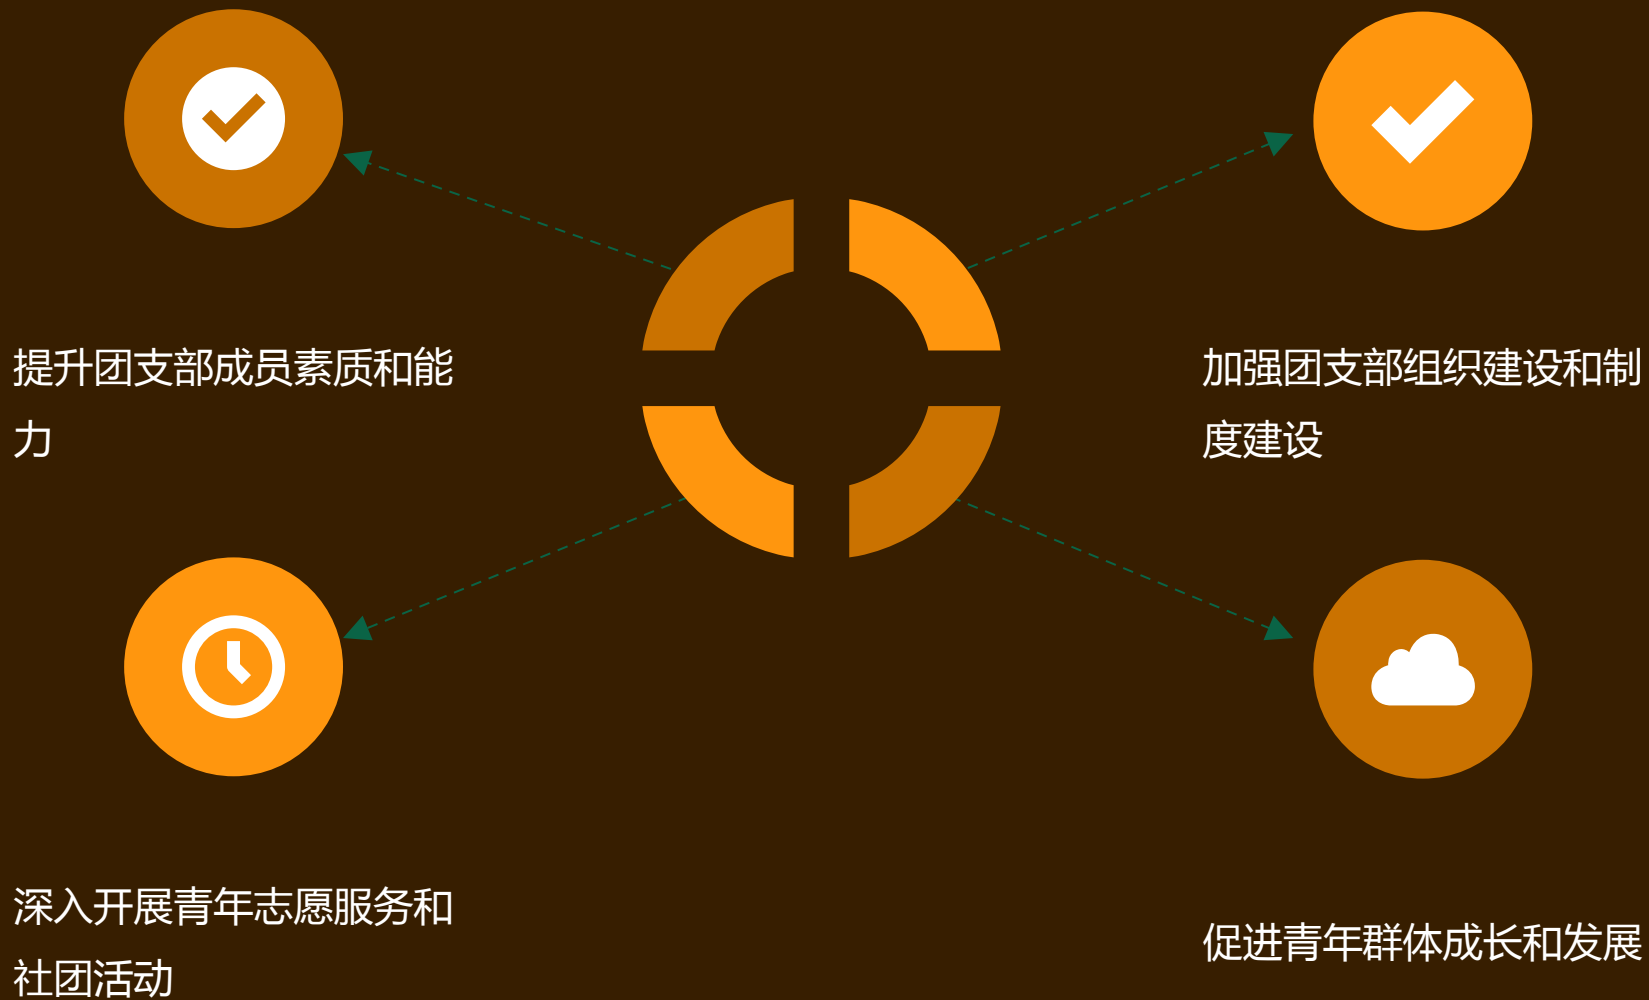 提升团支部成员素质和能
力
加强团支部组织建设和制
度建设
深入开展青年志愿服务和
社团活动
促进青年群体成长和发展